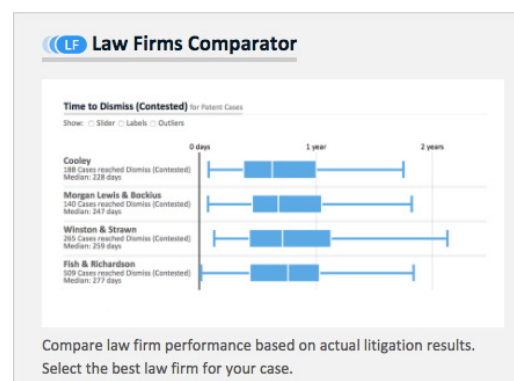 LF Law Firms Comparator
Time to Dismiss (Contested) for Patent Cases
Show: Slider Labels Outliers
0 days 1 year 2 years
Cooley
188 Cases reached Dismiss (Contested)
Median: 228 days
Morgan Lewis & Bockius
140 Cases reached Dismiss (Contested)
Median: 247 days
Winston & Strawn
265 Cases reached Dismiss (Contested)
Median: 259 days
Fish & Richardson
509 Cases reached Dismiss (Contested)
Median: 277 days
Compare law firm performance based on actual litigation results.
Select the best law firm for your case.